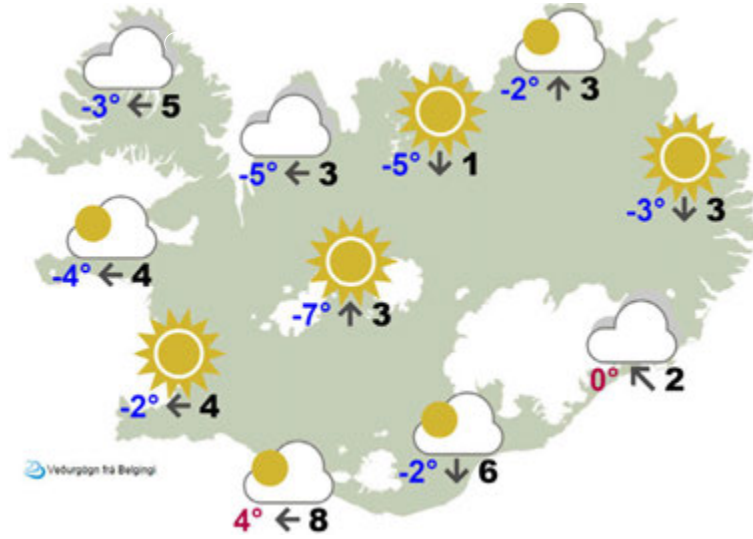 -2° ↑ 3
-3° ← 5
-5° ← 3
-5° ↓ 1
-3° ↓ 3
-4° ← 4
-7° ↑ 3
0° ↖ 2
-2° ← 4
-2° ↓ 6
Veðurgögn frá Belgingi
4° ← 8